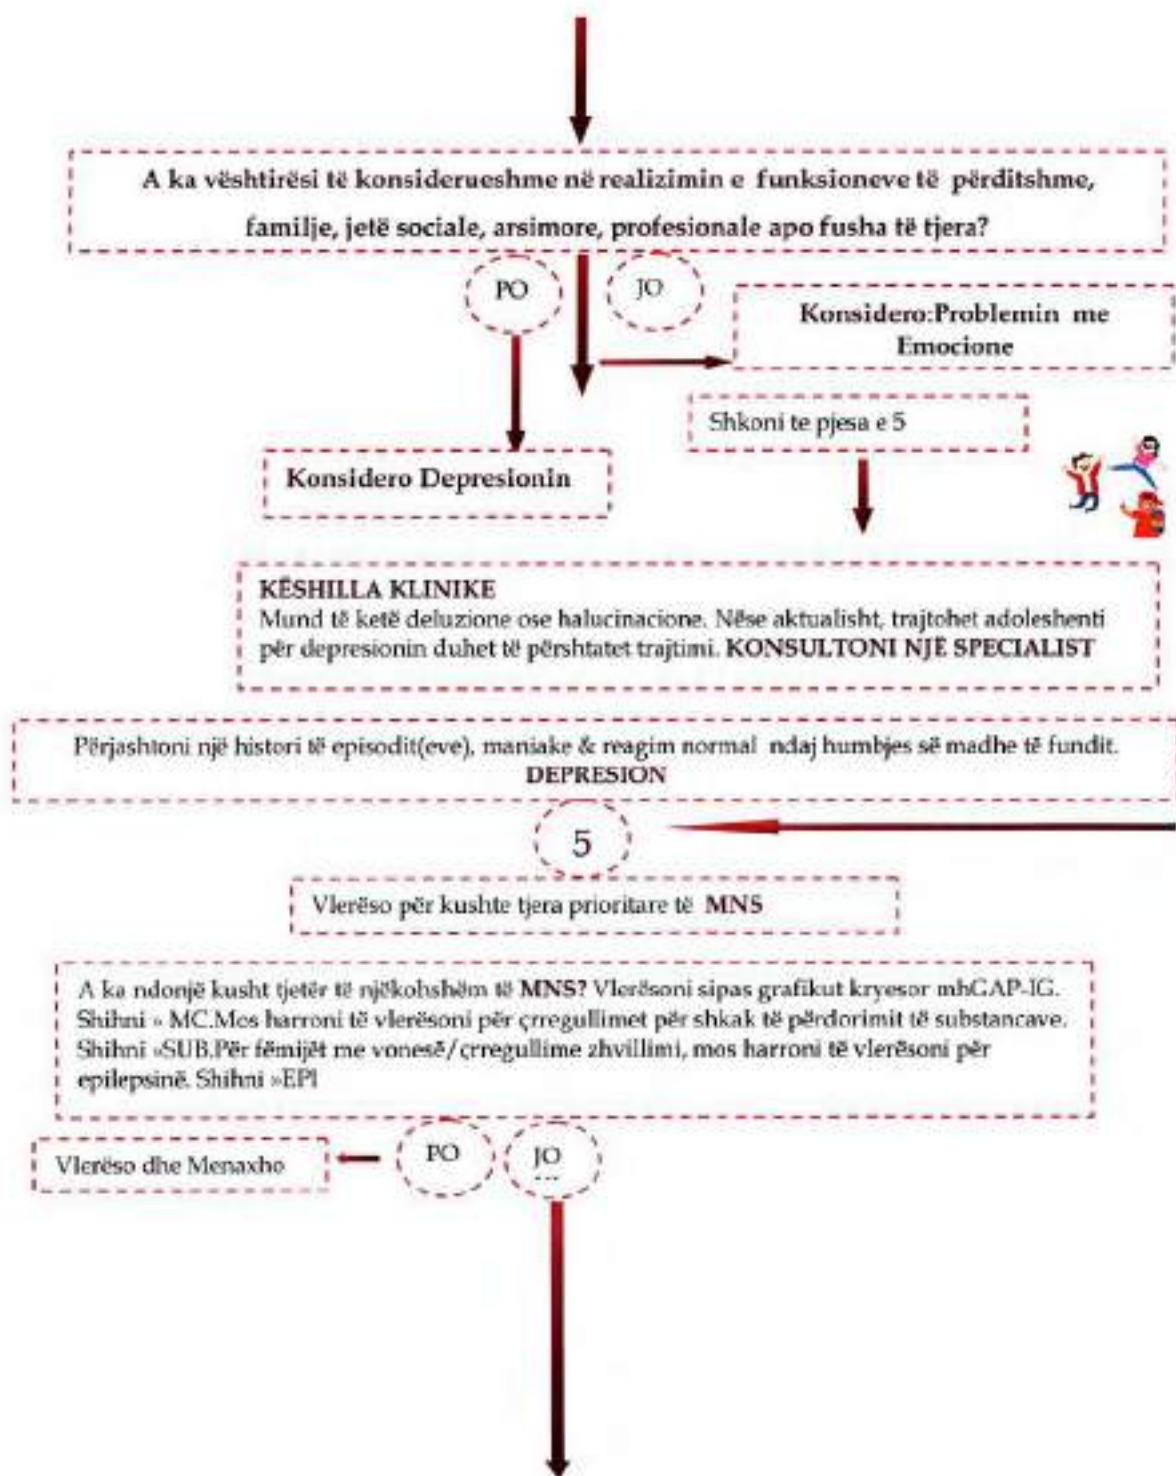 A ka vështirësi të konsiderueshme në realizimin e funksioneve të përditshme,
familje, jetë sociale, arsimore, profesionale apo fusha të tjera?
PO
JO
Konsidero:Problemin me
Emocione
Shkoni te pjesa e 5
Konsidero Depresionin
KËSHILLA KLINIKE
Mund të ketë deluzione ose halucinacione. Nëse aktualisht, trajtohet adoleshenti
për depresionin duhet të përshtatet trajtimi. KONSULTONI NJË SPECIALIST
Përjashtoni një histori të episodit(eve), maniake & reagim normal ndaj humbjes së madhe të fundit.
DEPRESION
5
Vlerëso për kushte tjera prioritare të MNS
A ka ndonjë kusht tjetër të njëkohshëm të MNS? Vlerësoni sipas grafikut kryesor mhGAP-IG.
Shihni » MC.Mos harroni të vlerësoni për çrregullimet për shkak të përdorimit të substancave.
Shihni »SUB.Për fëmijët me vonesë/çrregullime zhvillimi, mos harroni të vlerësoni për
epilepsinë. Shihni »EPI
Vlerëso dhe Menaxho
PO
JO
...